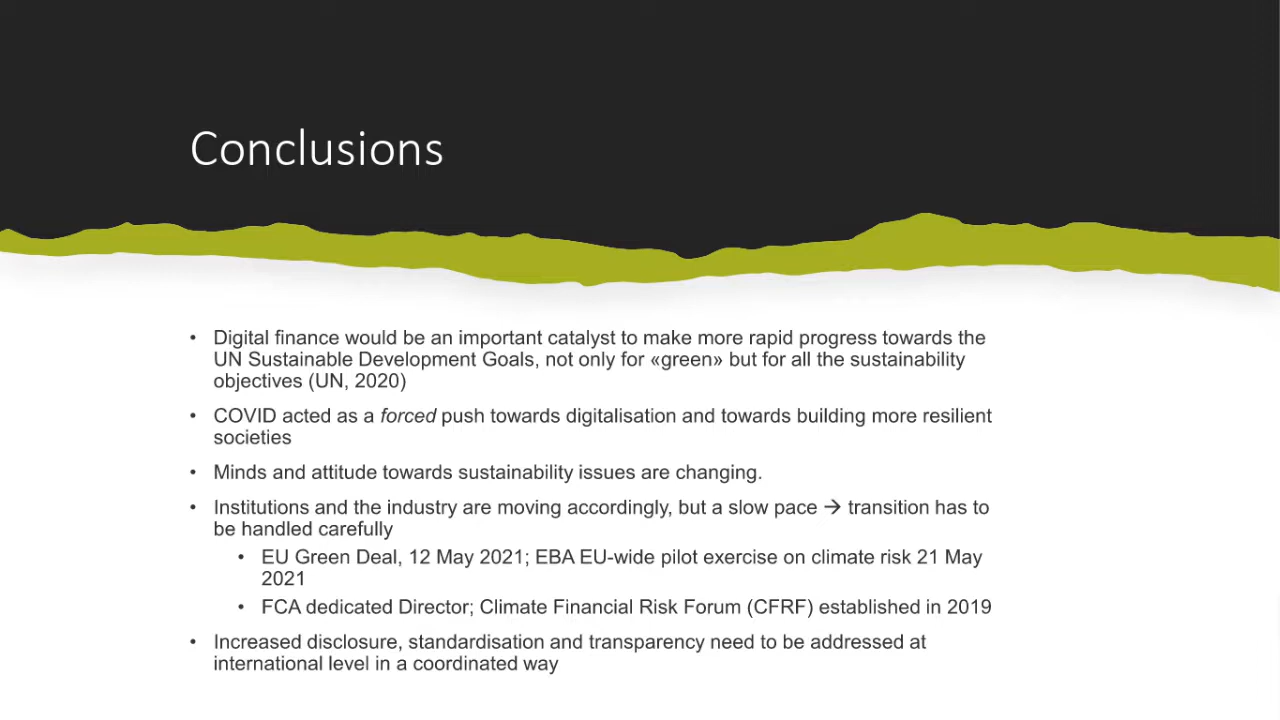 Conclusions
• Digital finance would be an important catalyst to make more rapid progress towards the
UN Sustainable Development Goals, not only for «green» but for all the sustainability
objectives (UN, 2020)
• COVID acted as a forced push towards digitalisation and towards building more resilient
societies
• Minds and attitude towards sustainability issues are changing.
• Institutions and the industry are moving accordingly, but a slow pace → transition has to
be handled carefully
• EU Green Deal, 12 May 2021; EBA EU-wide pilot exercise on climate risk 21 May
2021
• FCA dedicated Director; Climate Financial Risk Forum (CFRF) established in 2019
• Increased disclosure, standardisation and transparency need to be addressed at
international level in a coordinated way